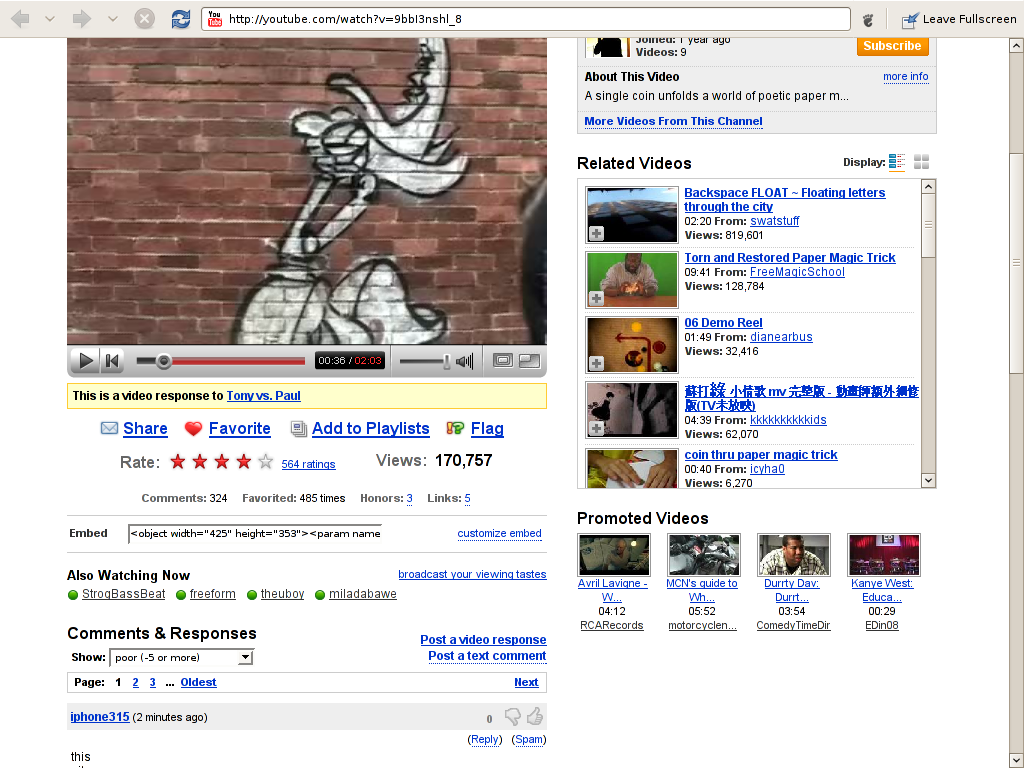 You Tube http://youtube.com/watch?v=9bbI3nshl_8 Leave Fullscreen
Joined: 1 year ago
Videos: 9
Subscribe
About This Video more info
A single coin unfolds a world of poetic paper m...
More Videos From This Channel
00:36 / 02:03
This is a video response to Tony vs. Paul
Share Favorite Add to Playlists Flag
Rate: 564 ratings Views: 170,757
Comments: 324 Favorited: 485 times Honors: 3 Links: 5
Embed <object width="425" height="353"><param name customize embed
Also Watching Now broadcast your viewing tastes
StrogBassBeat freeform theuboy miladabawe
Comments & Responses
Post a video response
Show: poor (-5 or more) Post a text comment
Page: 1 2 3 ... Oldest Next
iphone315 (2 minutes ago) 0
(Reply) (Spam)
this
Related Videos Display:
Backspace FLOAT ~ Floating letters
through the city
02:20 From: swatstuff
Views: 819,601
Torn and Restored Paper Magic Trick
09:41 From: FreeMagicSchool
Views: 128,784
06 Demo Reel
01:49 From: dianearbus
Views: 32,416
蘇打綠 小情歌 mv 完整版 - 動畫師額外細修
版(TV未放映)
04:39 From: kkkkkkkkkkids
Views: 62,070
coin thru paper magic trick
00:40 From: icyha0
Views: 6,270
Promoted Videos
Avril Lavigne -
W...
04:12
RCARecords
MCN's guide to
Wh...
05:52
motorcyclen...
Durrty Dav:
Durrt...
03:54
ComedyTimeDir
Kanye West:
Educa...
00:29
EDin08